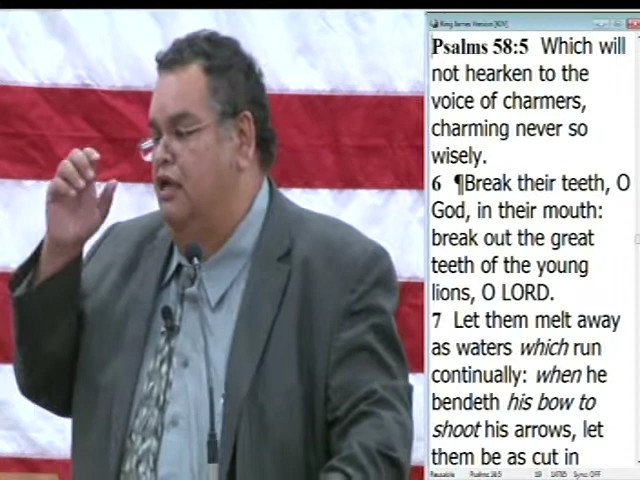 King James Version (KJV)
Psalms 58:5 Which will
not hearken to the
voice of charmers,
charming never so
wisely.
6 ¶Break their teeth, O
God, in their mouth:
break out the great
teeth of the young
lions, O LORD.
7 Let them melt away
as waters which run
continually: when he
bendeth his bow to
shoot his arrows, let
them be as cut in
Psalms 58:5
Sync OFF